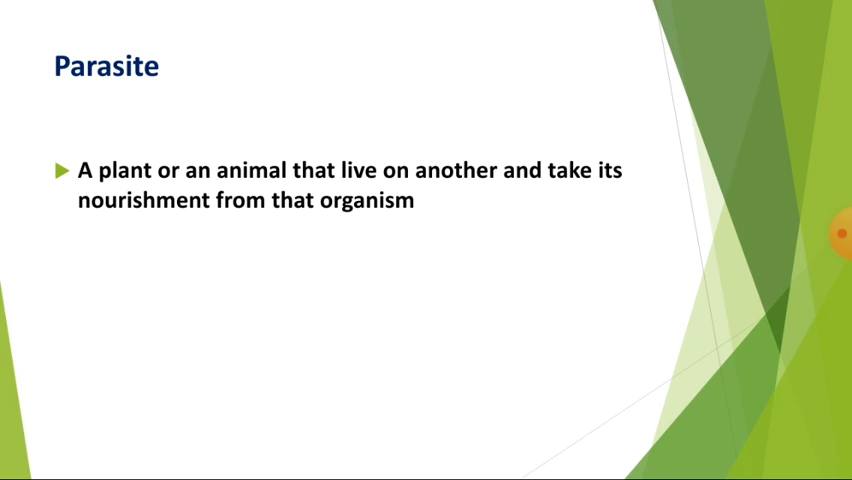 Parasite
A plant or an animal that live on another and take its
nourishment from that organism